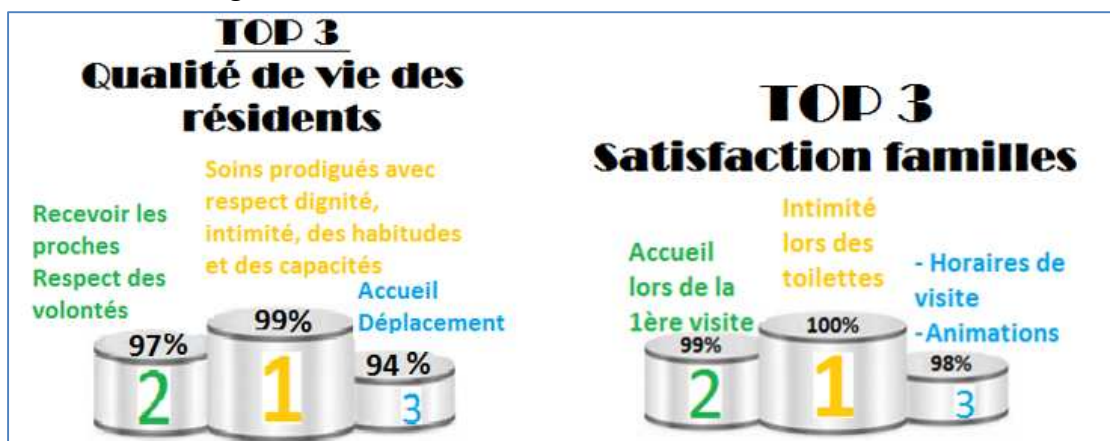 TOP 3
Qualité de vie des
résidents
Soins prodigués avec
respect dignité,
intimité, des habitudes
et des capacités
Recevoir les
proches
Respect des
volontés
Accueil
Déplacement
99%
97%
94 %
1
2
3
TOP 3
Satisfaction familles
Intimité
lors des
toilettes
Accueil
lors de la
1ère visite
- Horaires de
visite
-Animations
100%
99%
98%
1
2
3